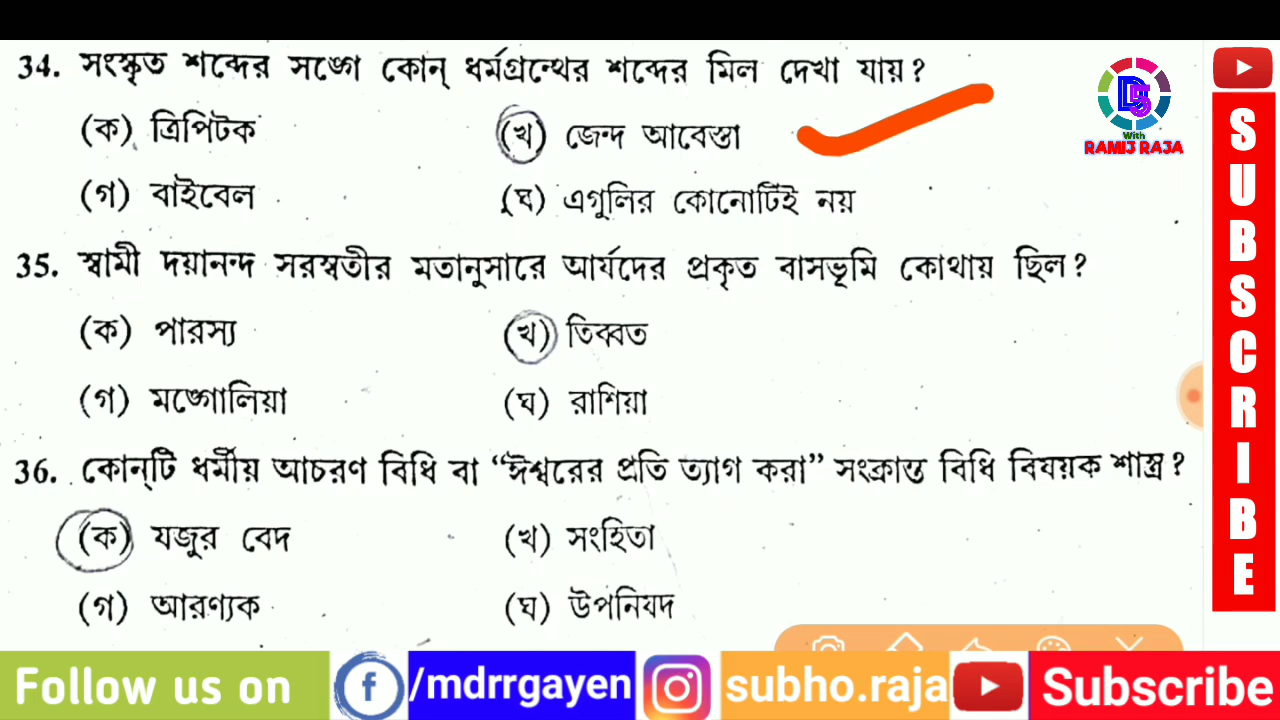 34. সংস্কৃত শব্দের সঙ্গে কোন্ ধর্মগ্রন্থের শব্দের মিল দেখা যায়?
(ক) ত্রিপিটক (খ) জেন্দ আবেস্তা
(গ) বাইবেল (ঘ) এগুলির কোনোটিই নয়
35. স্বামী দয়ানন্দ সরস্বতীর মতানুসারে আর্যদের প্রকৃত বাসভূমি কোথায় ছিল?
(ক) পারস্য (খ) তিব্বত
(গ) মঙ্গোলিয়া (ঘ) রাশিয়া
36. কোন্‌টি ধর্মীয় আচরণ বিধি বা “ঈশ্বরের প্রতি ত্যাগ করা” সংক্রান্ত বিধি বিষয়ক শাস্ত্র?
(ক) যজুর বেদ (খ) সংহিতা
(গ) আরণ্যক (ঘ) উপনিষদ
DS
With
RAMIJ RAJA
SUBSCRIBE
Follow us on f /mdrrgayen subho.raja Subscribe